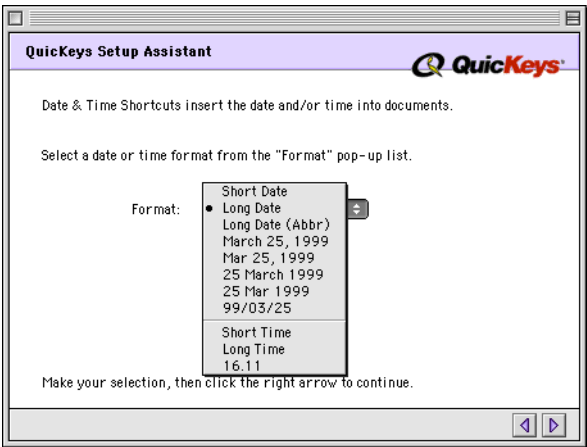 QuicKeys Setup Assistant
QuicKeys
Date & Time Shortcuts insert the date and/or time into documents.
Select a date or time format from the "Format" pop-up list.
Format:
Short Date
• Long Date
Long Date (Abbr)
March 25, 1999
Mar 25, 1999
25 March 1999
25 Mar 1999
99/03/25
Short Time
Long Time
16.11
Make your selection, then click the right arrow to continue.